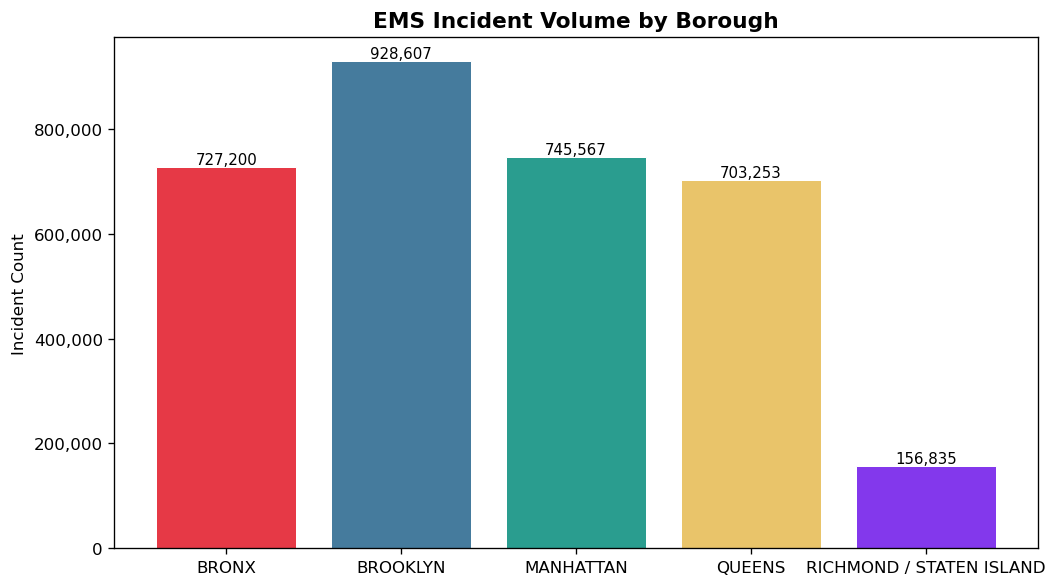 EMS Incident Volume by Borough
Incident Count
800,000
600,000
400,000
200,000
0
727,200
928,607
745,567
703,253
156,835
BRONX
BROOKLYN
MANHATTAN
QUEENS
RICHMOND / STATEN ISLAND